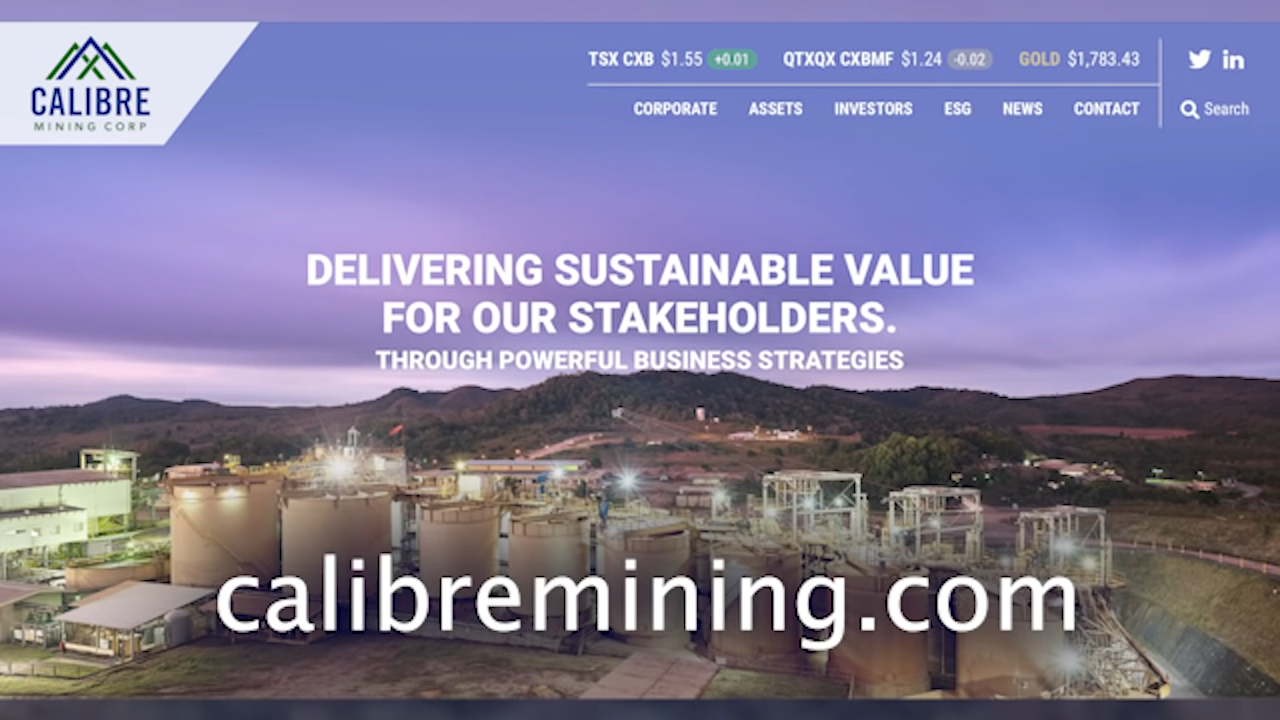 CALIBRE
MINING CORP
TSX CXB $1.55 +0.01 QTXQX CXBMF $1.24 -0.02 GOLD $1,783.43
CORPORATE ASSETS INVESTORS ESG NEWS CONTACT Search
DELIVERING SUSTAINABLE VALUE
FOR OUR STAKEHOLDERS.
THROUGH POWERFUL BUSINESS STRATEGIES
calibremining.com